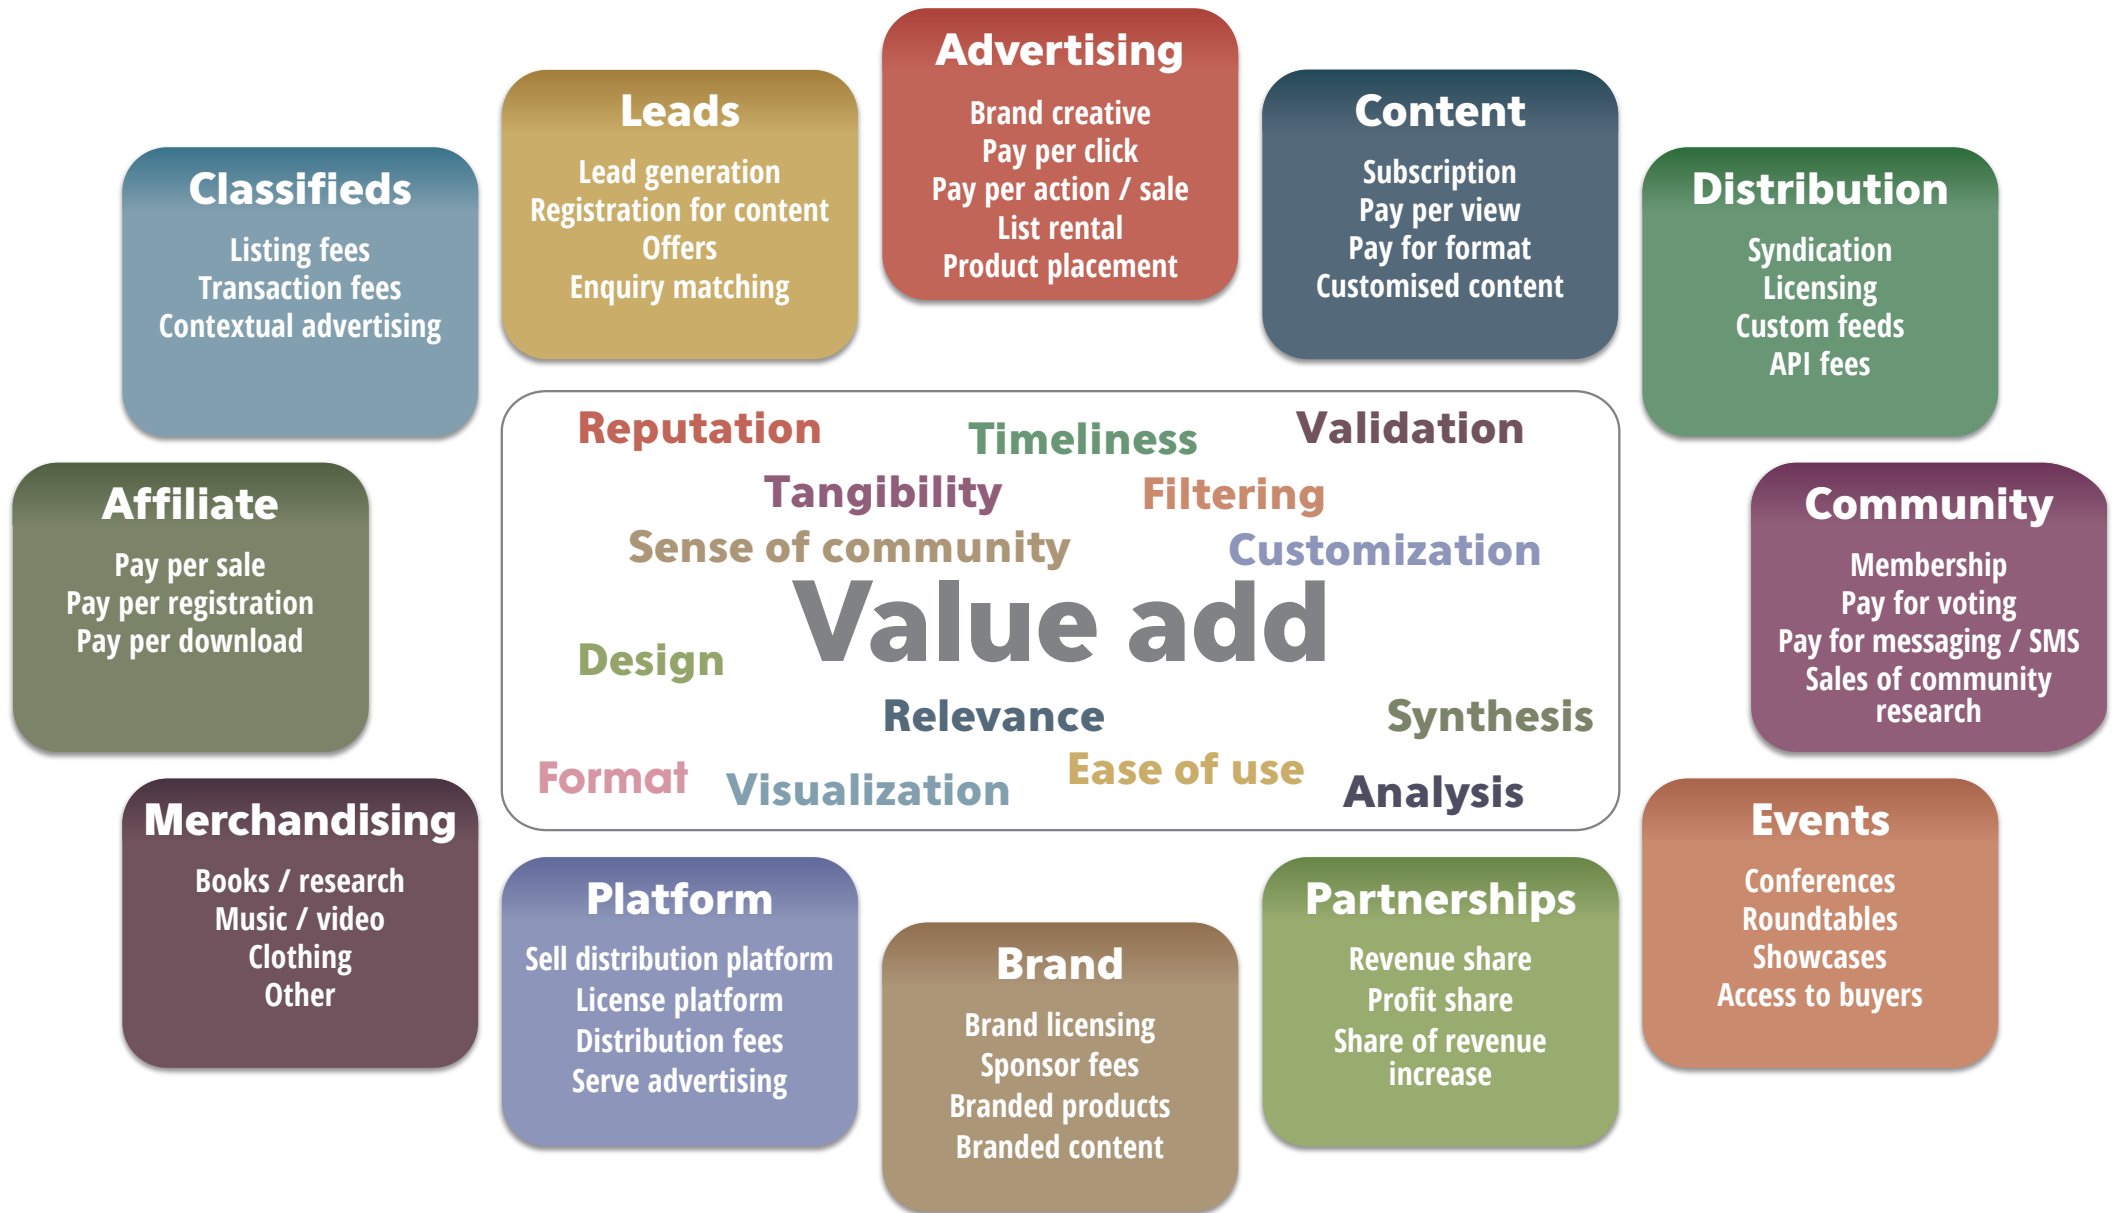 Advertising
Brand creative
Pay per click
Pay per action / sale
List rental
Product placement
Leads
Lead generation
Registration for content
Offers
Enquiry matching
Content
Subscription
Pay per view
Pay for format
Customised content
Classifieds
Listing fees
Transaction fees
Contextual advertising
Distribution
Syndication
Licensing
Custom feeds
API fees
Affiliate
Pay per sale
Pay per registration
Pay per download
Reputation
Timeliness
Validation
Tangibility
Filtering
Sense of community
Customization
Value add
Design
Relevance
Synthesis
Format
Visualization
Ease of use
Analysis
Community
Membership
Pay for voting
Pay for messaging / SMS
Sales of community
research
Merchandising
Books / research
Music / video
Clothing
Other
Platform
Sell distribution platform
License platform
Distribution fees
Serve advertising
Brand
Brand licensing
Sponsor fees
Branded products
Branded content
Partnerships
Revenue share
Profit share
Share of revenue
increase
Events
Conferences
Roundtables
Showcases
Access to buyers